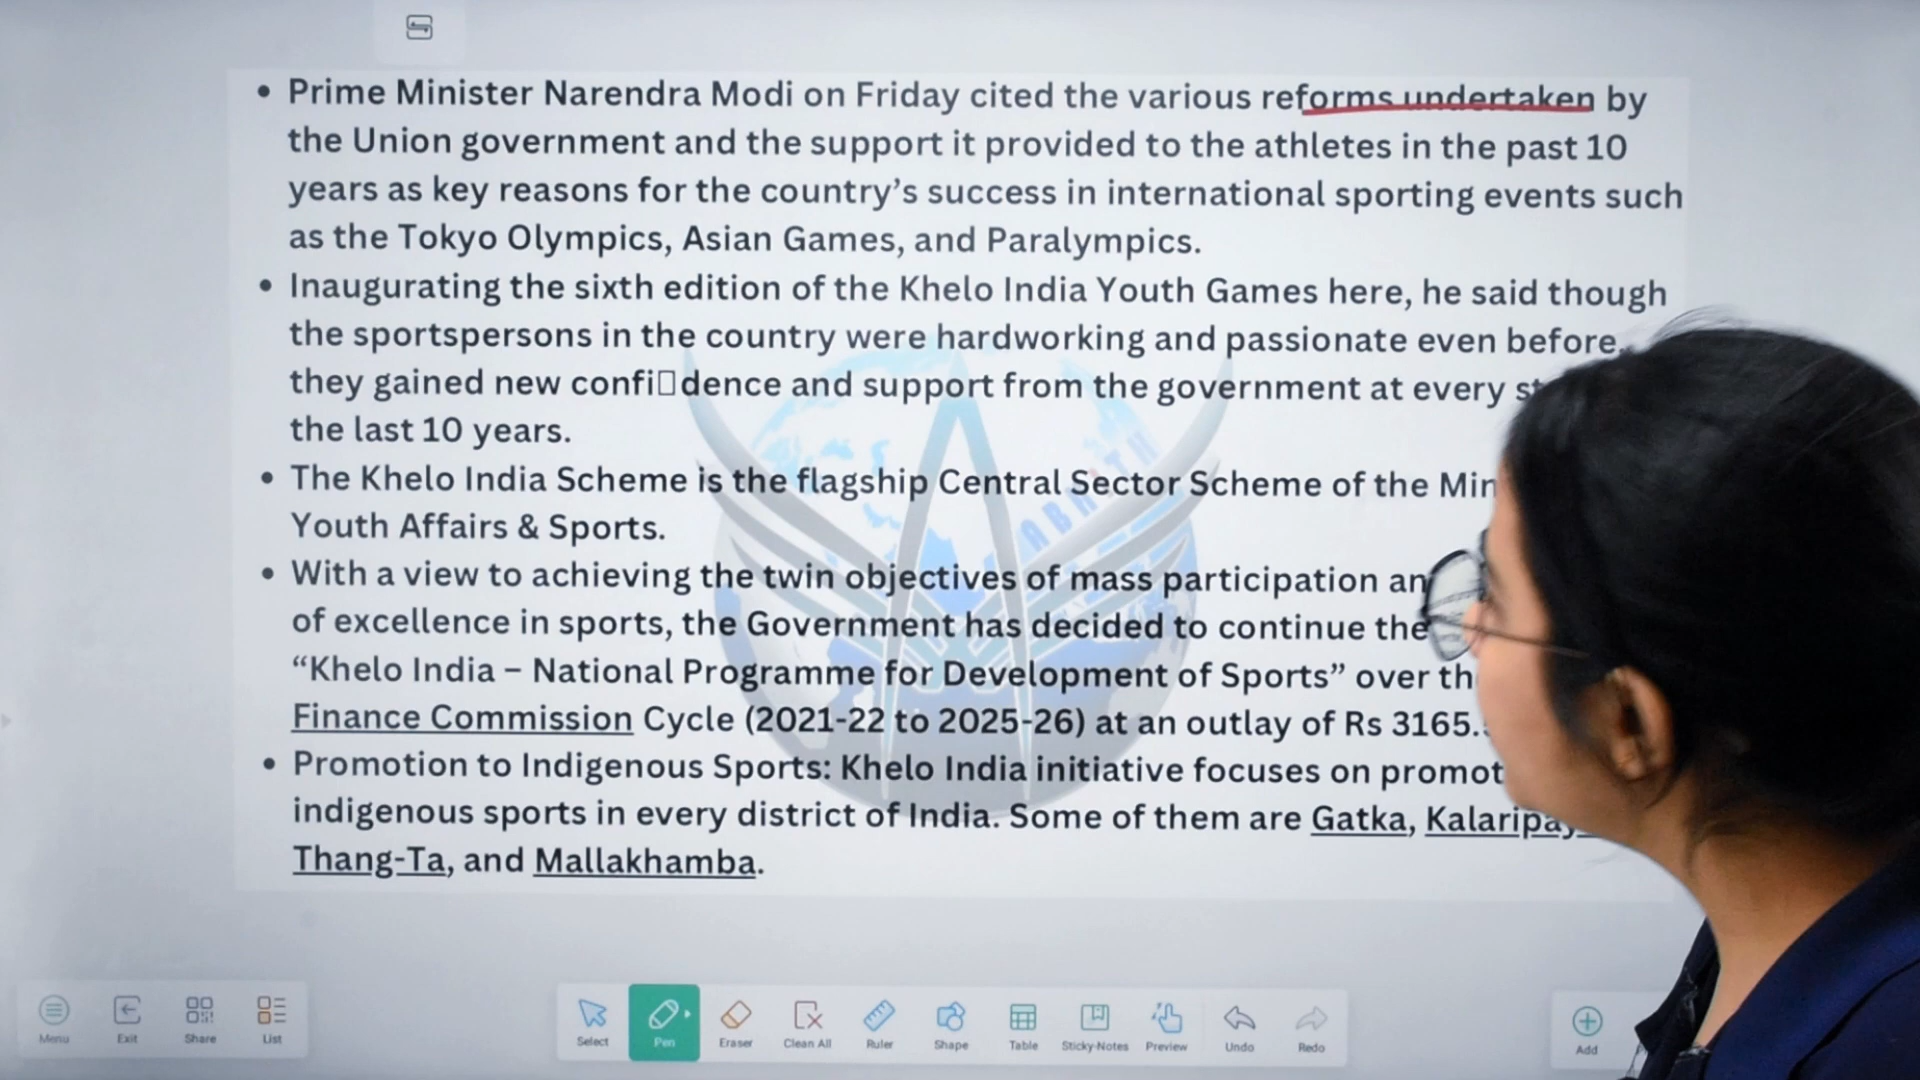 • Prime Minister Narendra Modi on Friday cited the various reforms undertaken by
the Union government and the support it provided to the athletes in the past 10
years as key reasons for the country’s success in international sporting events such
as the Tokyo Olympics, Asian Games, and Paralympics.
• Inaugurating the sixth edition of the Khelo India Youth Games here, he said though
the sportspersons in the country were hardworking and passionate even before,
they gained new confi▯dence and support from the government at every
the last 10 years.
• The Khelo India Scheme is the flagship Central Sector Scheme of the
Youth Affairs & Sports.
• With a view to achieving the twin objectives of mass participation
of excellence in sports, the Government has decided to continue the
“Khelo India – National Programme for Development of Sports” over
Finance Commission Cycle (2021-22 to 2025-26) at an outlay of Rs 3165.
• Promotion to Indigenous Sports: Khelo India initiative focuses on
indigenous sports in every district of India. Some of them are Gatka,
Thang-Ta, and Mallakhamba.
ABHATH
Menu Exit Share List Select Pen Eraser Clean All Ruler Shape Table Sticky-Notes Preview Undo Redo Add